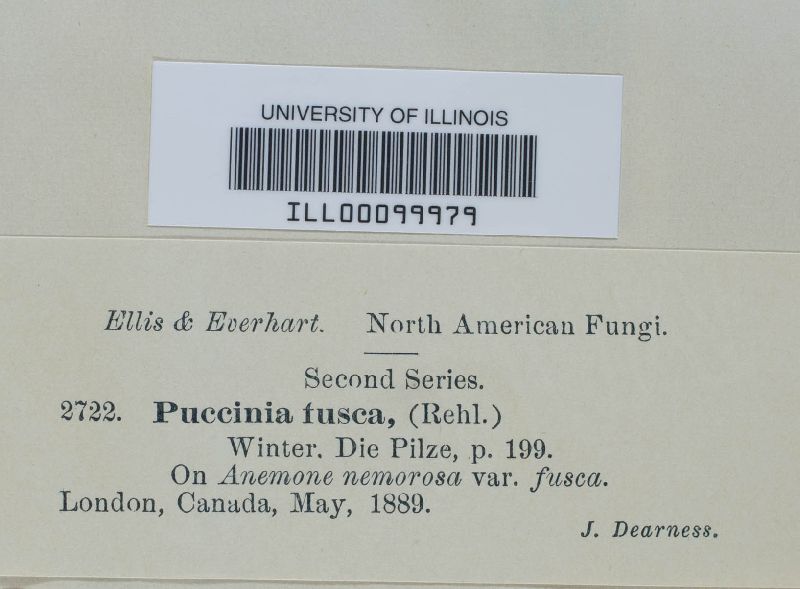 UNIVERSITY OF ILLINOIS
ILL00099979
Ellis & Everhart. North American Fungi.
Second Series.
2722. Puccinia fusca, (Rehl.)
Winter. Die Pilze, p. 199.
On Anemone nemorosa var. fusca.
London, Canada, May, 1889.
J. Dearness.